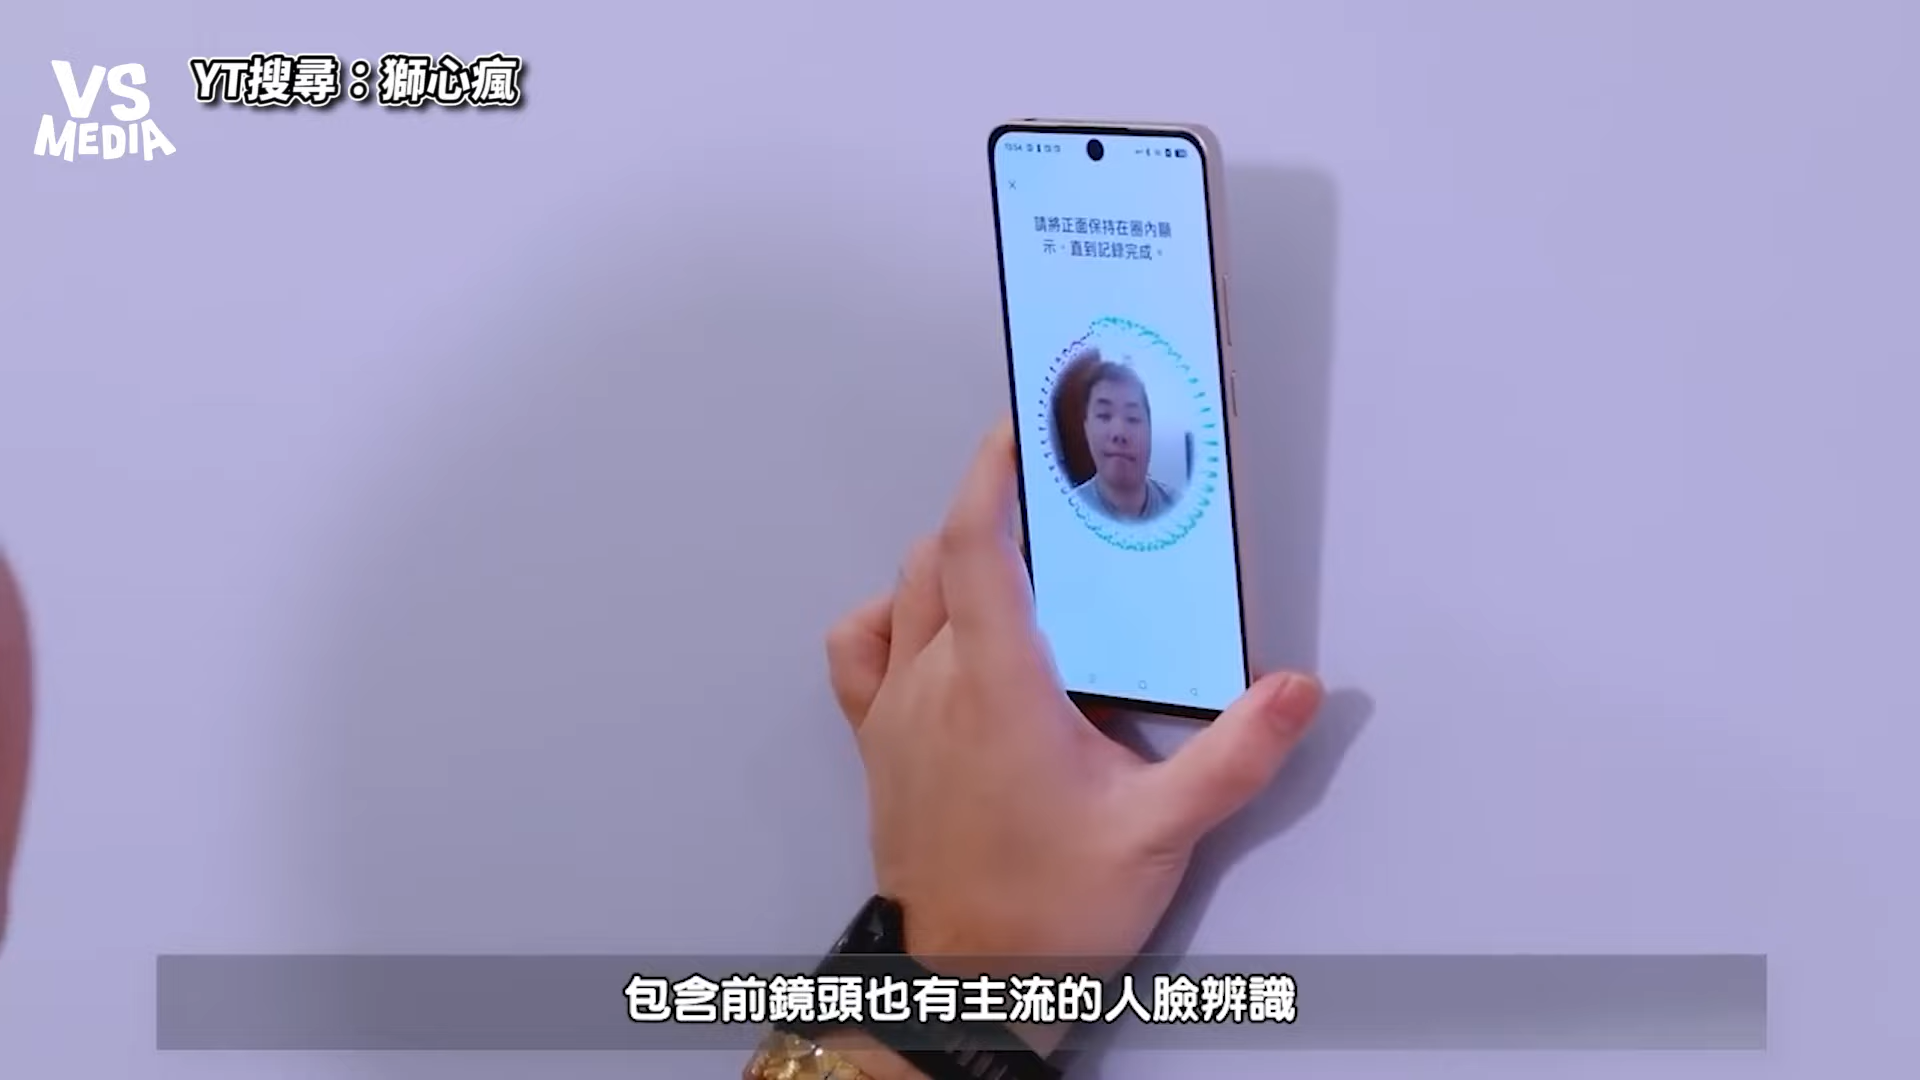 VS
MEDIA
YT搜尋：獅心瘋
請將正面保持在圈內顯
示，直到記錄完成。
包含前鏡頭也有主流的人臉辨識